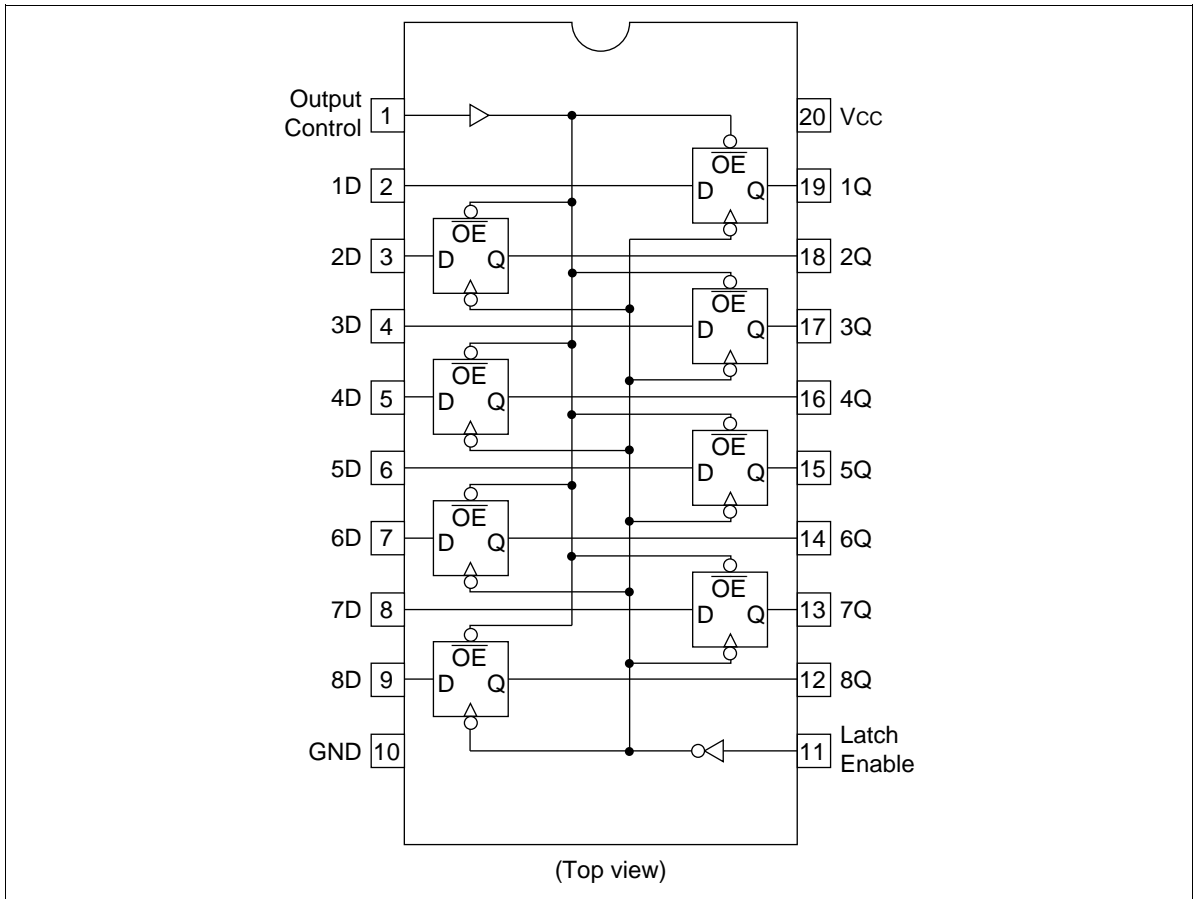 Output
Control 1
20 VCC
OE
1D 2
D Q
19 1Q
OE
2D 3
D Q
18 2Q
OE
3D 4
D Q
17 3Q
OE
4D 5
D Q
16 4Q
OE
5D 6
D Q
15 5Q
OE
6D 7
D Q
14 6Q
OE
7D 8
D Q
13 7Q
OE
8D 9
D Q
12 8Q
GND 10
11 Latch
Enable
(Top view)